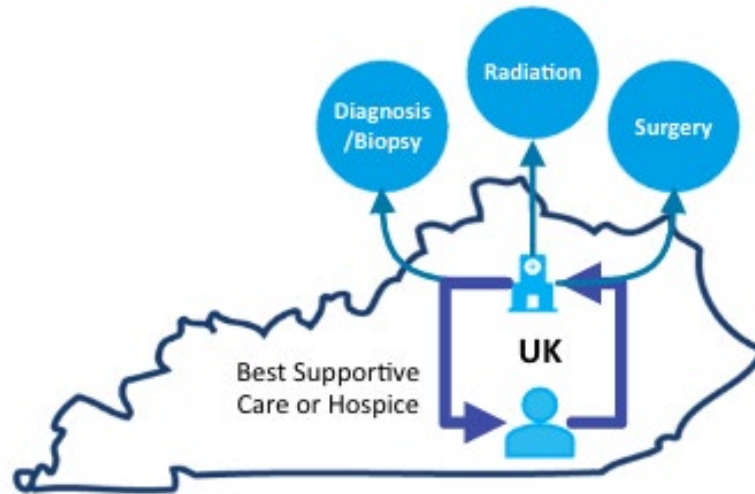 Radiation
Diagnosis
/Biopsy
Surgery
UK
Best Supportive
Care or Hospice